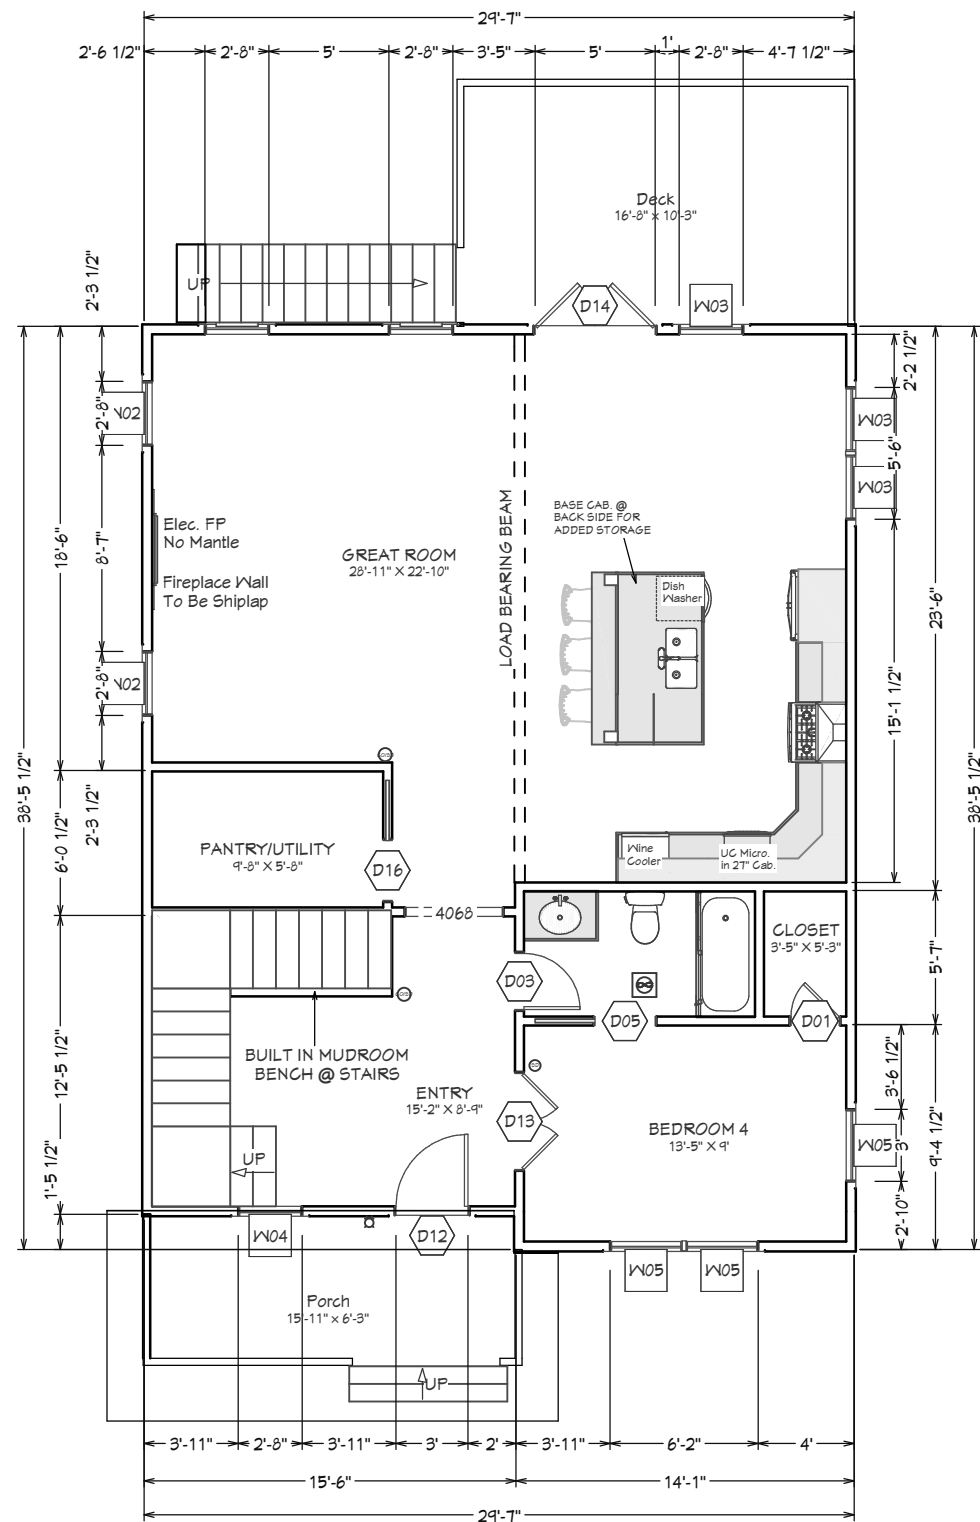 29'-7"
2'-6 1/2" 2'-8" 5' 2'-8" 3'-5" 5' 1' 2'-8" 4'-7 1/2"
Deck
16'-8" x 10'-3"
UP
D14
W03
2'-3 1/2"
2'-8"
8'-7"
2'-8"
2'-3 1/2"
18'-6"
6'-0 1/2"
12'-5 1/2"
1'-5 1/2"
38'-5 1/2"
W02
W02
Elec. FP
No Mantle
Fireplace Wall
To Be Shiplap
GREAT ROOM
28'-11" X 22'-10"
LOAD BEARING BEAM
BASE CAB. @
BACK SIDE FOR
ADDED STORAGE
Dish
Washer
W03
W03
2'-2 1/2"
5'-6"
15'-1 1/2"
23'-6"
5'-7"
9'-4 1/2"
38'-5 1/2"
Wine
Cooler
UC Micro.
in 27" Cab.
PANTRY/UTILITY
9'-8" X 5'-8"
D16
4068
CLOSET
3'-5" X 5'-3"
D03
D05
D01
BUILT IN MUDROOM
BENCH @ STAIRS
ENTRY
15'-2" X 8'-9"
D13
BEDROOM 4
13'-5" X 9'
3'-6 1/2"
3'
2'-10"
W05
UP
W04
D12
W05
W05
Porch
15'-11" x 6'-3"
UP
3'-11" 2'-8" 3'-11" 3' 2' 3'-11" 6'-2" 4'
15'-6" 14'-1"
29'-7"